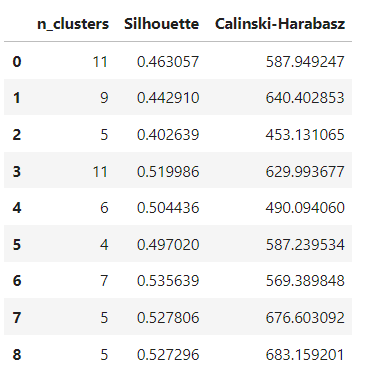 n_clusters Silhouette Calinski-Harabasz
0 11 0.463057 587.949247
1 9 0.442910 640.402853
2 5 0.402639 453.131065
3 11 0.519986 629.993677
4 6 0.504436 490.094060
5 4 0.497020 587.239534
6 7 0.535639 569.389848
7 5 0.527806 676.603092
8 5 0.527296 683.159201